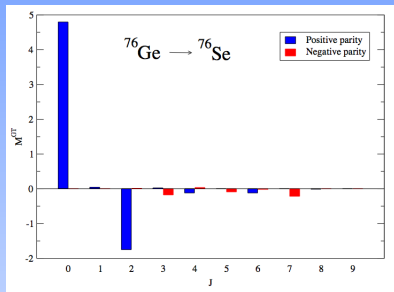 76Ge → 76Se
Positive parity
Negative parity
5
4
3
2
1
0
-1
-2
M^GT
0 1 2 3 4 5 6 7 8 9
J